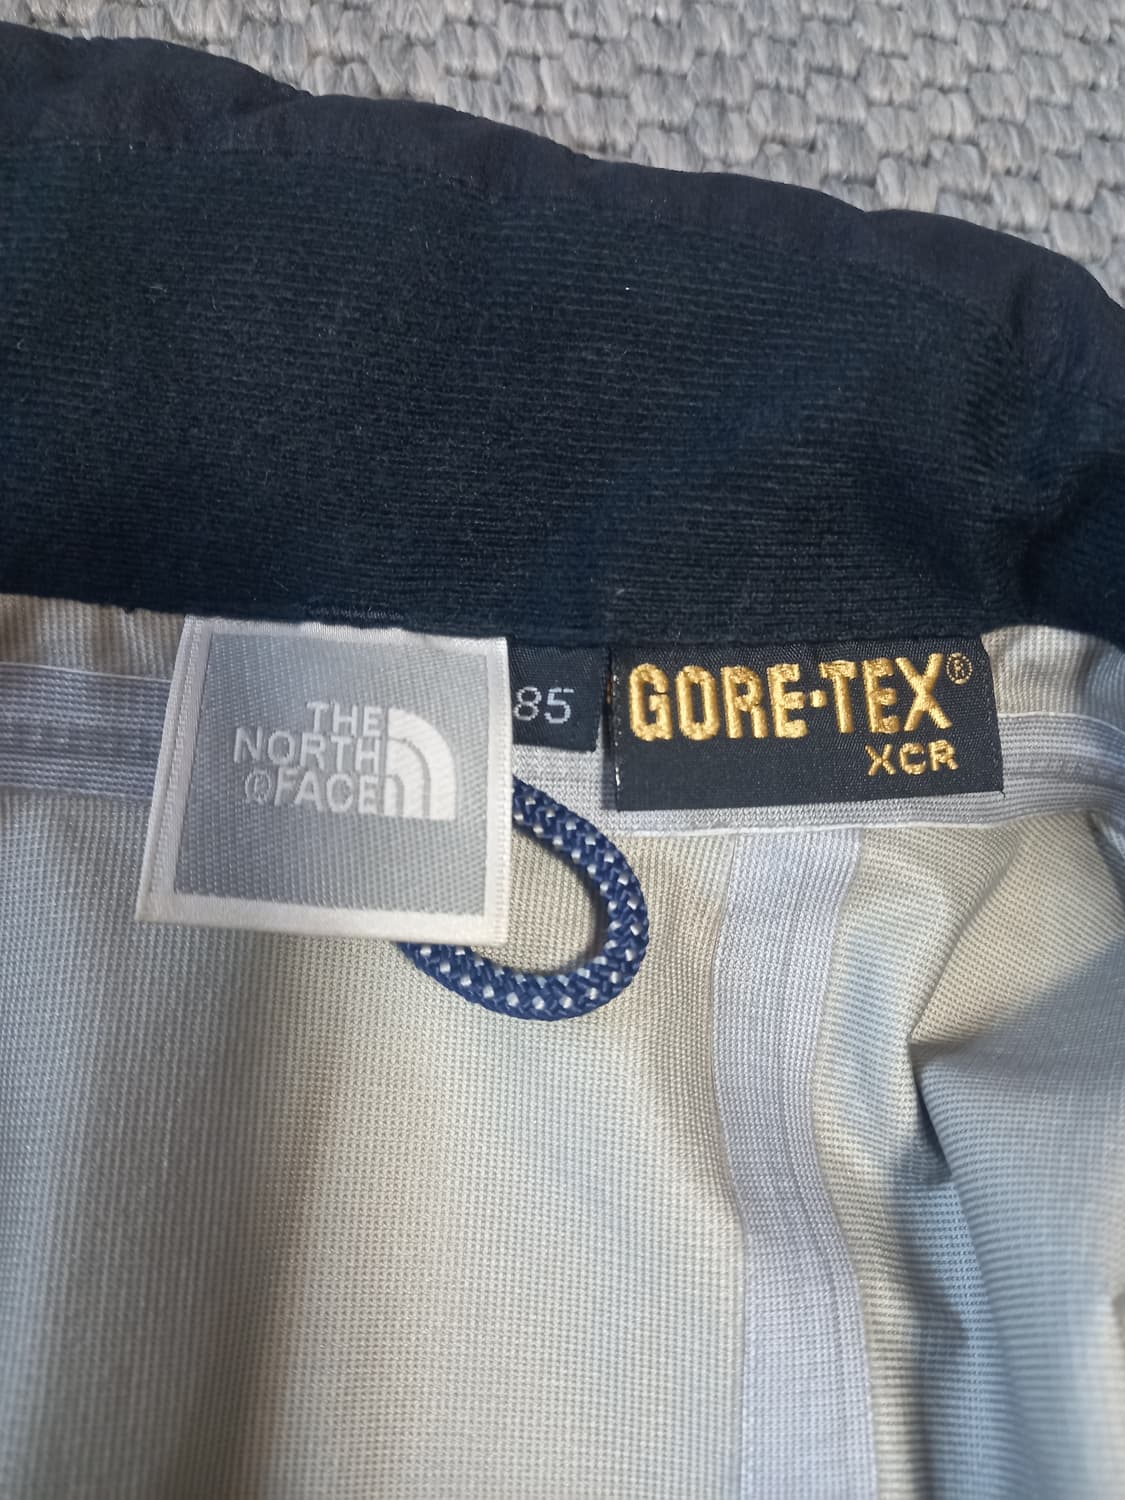 THE
NORTH
®FACE
85
GORE-TEX®
XCR